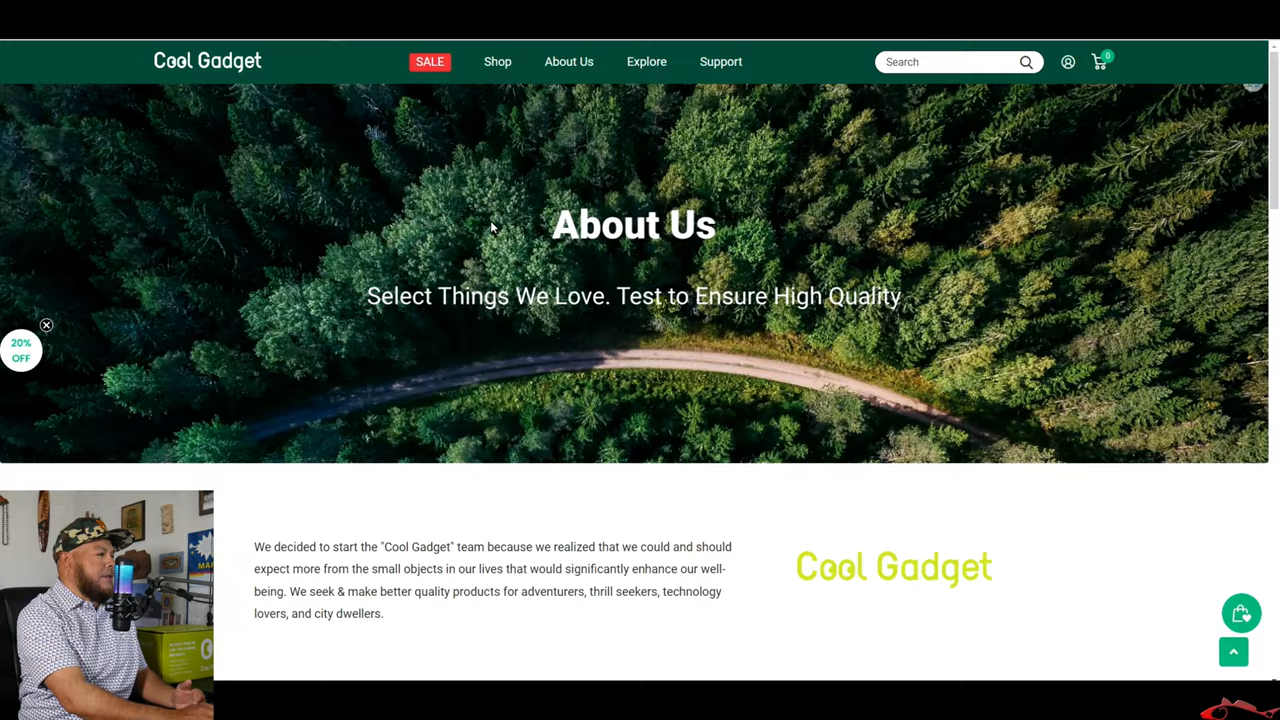 Cool Gadget
SALE
Shop
About Us
Explore
Support
Search
0
About Us
Select Things We Love. Test to Ensure High Quality
20%
OFF
We decided to start the "Cool Gadget" team because we realized that we could and should
expect more from the small objects in our lives that would significantly enhance our well-
being. We seek & make better quality products for adventurers, thrill seekers, technology
lovers, and city dwellers.
Cool Gadget